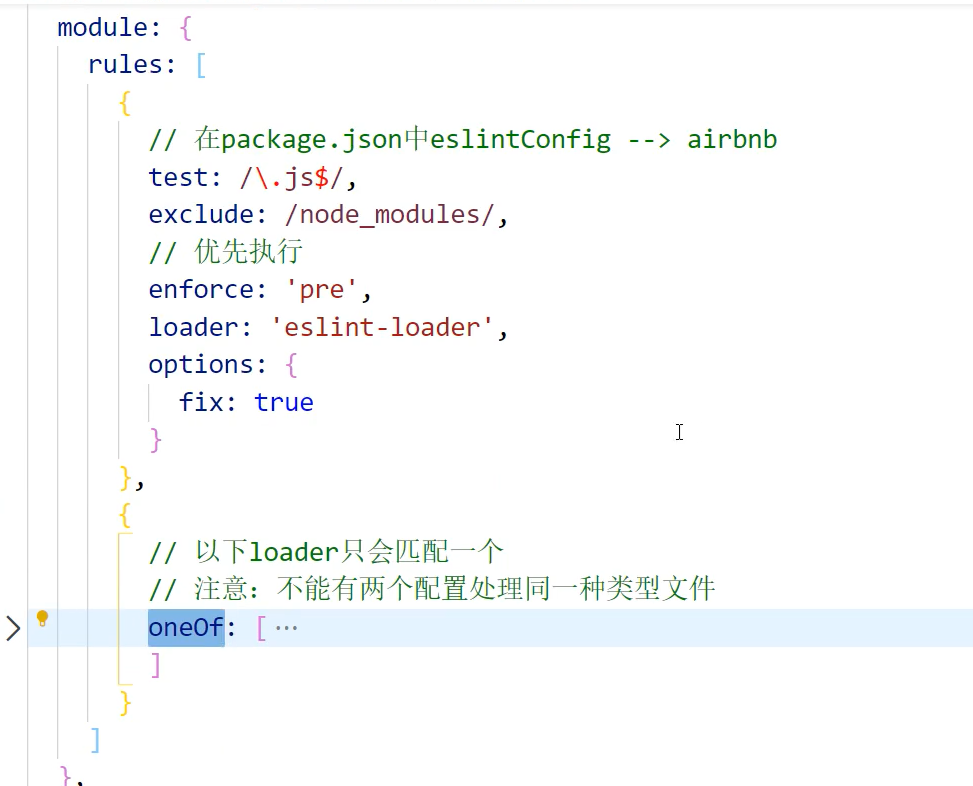 module: {
rules: [
{
// 在package.json中eslintConfig --> airbnb
test: /\.js$/,
exclude: /node_modules/,
// 优先执行
enforce: 'pre',
loader: 'eslint-loader',
options: {
fix: true
}
},
{
// 以下loader只会匹配一个
// 注意：不能有两个配置处理同一种类型文件
oneOf: [ ···
]
}
]
},